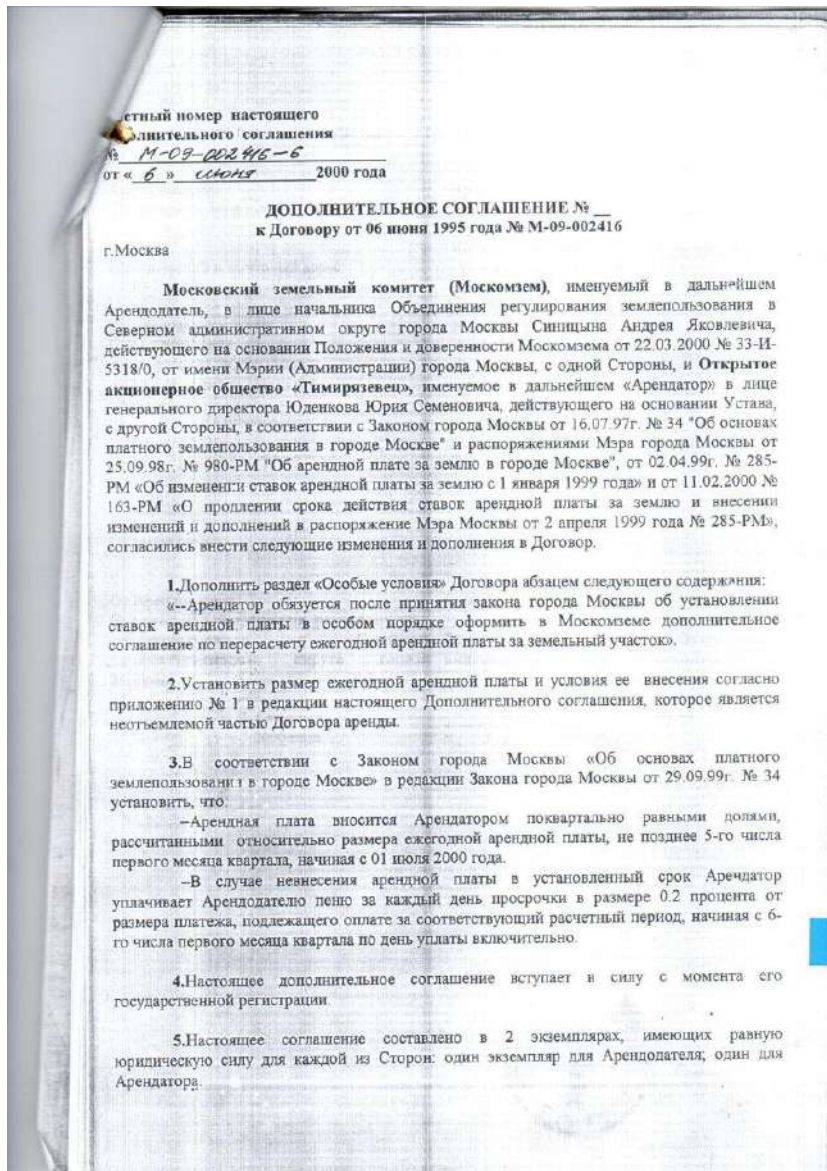 етный номер настоящего
олнительного соглашения
№ М-09-002416-6
от « 6 » июня 2000 года
ДОПОЛНИТЕЛЬНОЕ СОГЛАШЕНИЕ № __
к Договору от 06 июня 1995 года № М-09-002416
г.Москва
Московский земельный комитет (Москомзем), именуемый в дальнейшем
Арендодатель, в лице начальника Объединения регулирования землепользования в
Северном административном округе города Москвы Синицына Андрея Яковлевича,
действующего на основании Положения и доверенности Москомзема от 22.03.2000 № 33-И-
5318/0, от имени Мэрии (Администрации) города Москвы, с одной Стороны, и Открытое
акционерное общество «Тимирязевец», именуемое в дальнейшем «Арендатор» в лице
генерального директора Юденкова Юрия Семеновича, действующего на основании Устава,
с другой Стороны, в соответствии с Законом города Москвы от 16.07.97г. № 34 "Об основах
платного землепользования в городе Москве" и распоряжениями Мэра города Москвы от
25.09.98г. № 980-РМ "Об арендной плате за землю в городе Москве", от 02.04.99г. № 285-
РМ «Об изменении ставок арендной платы за землю с 1 января 1999 года» и от 11.02.2000 №
163-РМ «О продлении срока действия ставок арендной платы за землю и внесении
изменений и дополнений в распоряжение Мэра Москвы от 2 апреля 1999 года № 285-РМ»,
согласились внести следующие изменения и дополнения в Договор.
1.Дополнить раздел «Особые условия» Договора абзацем следующего содержания:
«--Арендатор обязуется после принятия закона города Москвы об установлении
ставок арендной платы в особом порядке оформить в Москомземе дополнительное
соглашение по перерасчету ежегодной арендной платы за земельный участок».
2.Установить размер ежегодной арендной платы и условия ее внесения согласно
приложению № 1 в редакции настоящего Дополнительного соглашения, которое является
неотъемлемой частью Договора аренды.
3.В соответствии с Законом города Москвы «Об основах платного
землепользования в городе Москве» в редакции Закона города Москвы от 29.09.99г. № 34
установить, что:
–Арендная плата вносится Арендатором поквартально равными долями,
рассчитанными относительно размера ежегодной арендной платы, не позднее 5-го числа
первого месяца квартала, начиная с 01 июля 2000 года.
–В случае невнесения арендной платы в установленный срок Арендатор
уплачивает Арендодателю пеню за каждый день просрочки в размере 0.2 процента от
размера платежа, подлежащего оплате за соответствующий расчетный период, начиная с 6-
го числа первого месяца квартала по день уплаты включительно.
4.Настоящее дополнительное соглашение вступает в силу с момента его
государственной регистрации.
5.Настоящее соглашение составлено в 2 экземплярах, имеющих равную
юридическую силу для каждой из Сторон: один экземпляр для Арендодателя; один для
Арендатора.